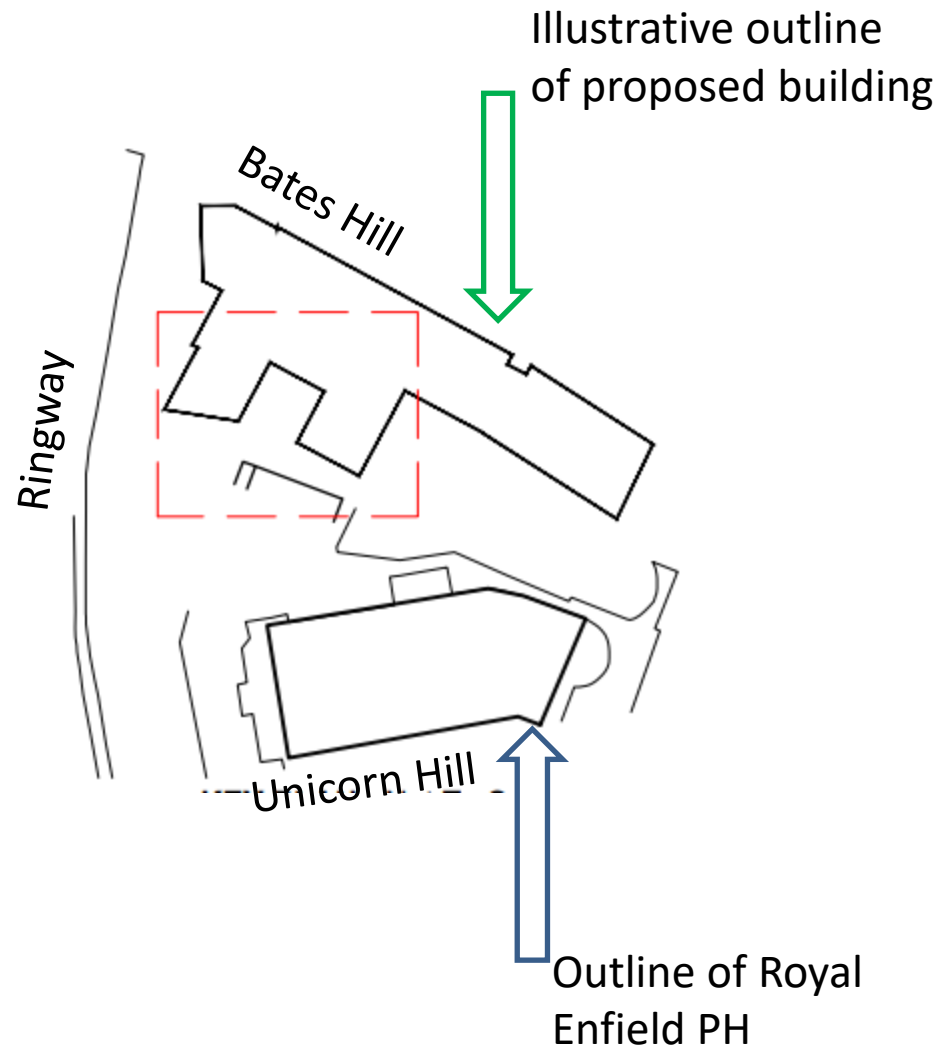 Illustrative outline
of proposed building
Bates Hill
Ringway
Unicorn Hill
Outline of Royal
Enfield PH